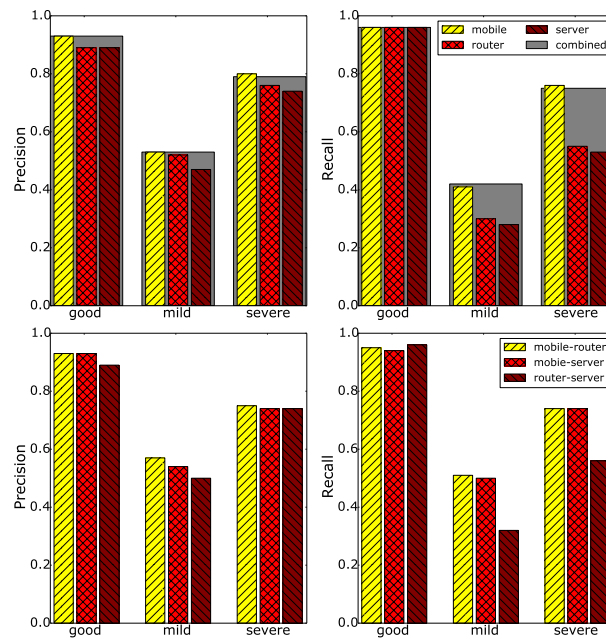 mobile
router
server
combined
1.0
0.8
0.6
0.4
0.2
0.0
Precision
good mild severe
1.0
0.8
0.6
0.4
0.2
0.0
Recall
good mild severe
1.0
0.8
0.6
0.4
0.2
0.0
Precision
good mild severe
mobile-router
mobie-server
router-server
1.0
0.8
0.6
0.4
0.2
0.0
Recall
good mild severe